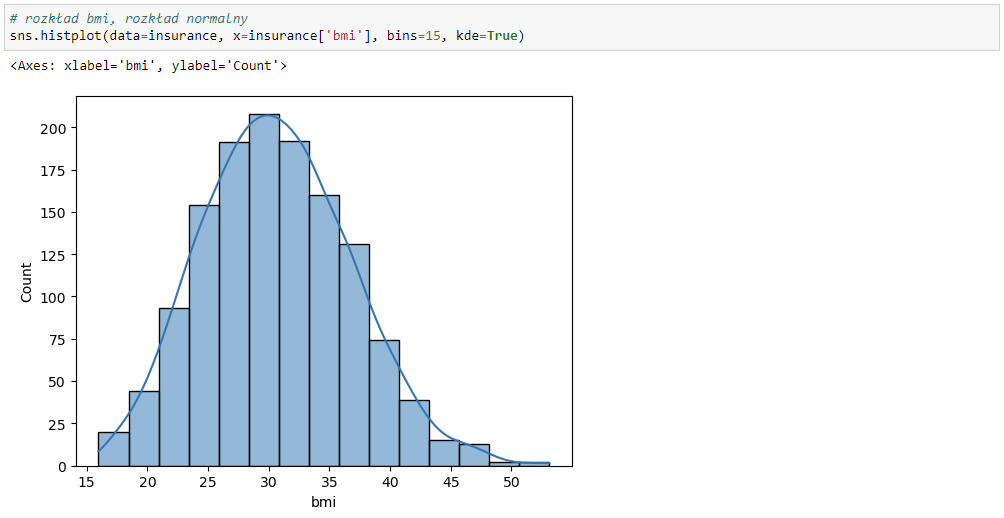 # rozkład bmi, rozkład normalny
sns.histplot(data=insurance, x=insurance['bmi'], bins=15, kde=True)
<Axes: xlabel='bmi', ylabel='Count'>
200
175
150
125
100
75
50
25
0
Count
15 20 25 30 35 40 45 50
bmi